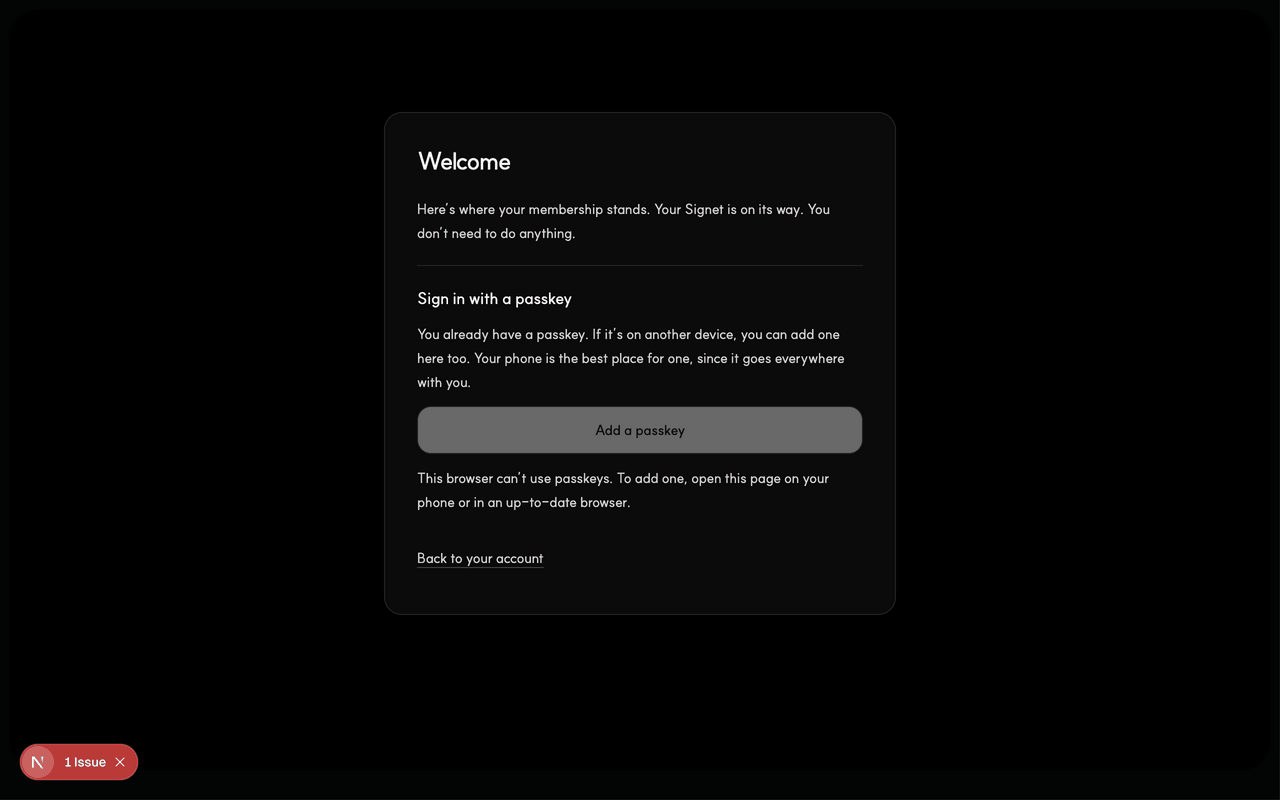 Welcome
Here's where your membership stands. Your Signet is on its way. You
don't need to do anything.
Sign in with a passkey
You already have a passkey. If it's on another device, you can add one
here too. Your phone is the best place for one, since it goes everywhere
with you.
Add a passkey
This browser can't use passkeys. To add one, open this page on your
phone or in an up-to-date browser.
Back to your account
N 1 Issue